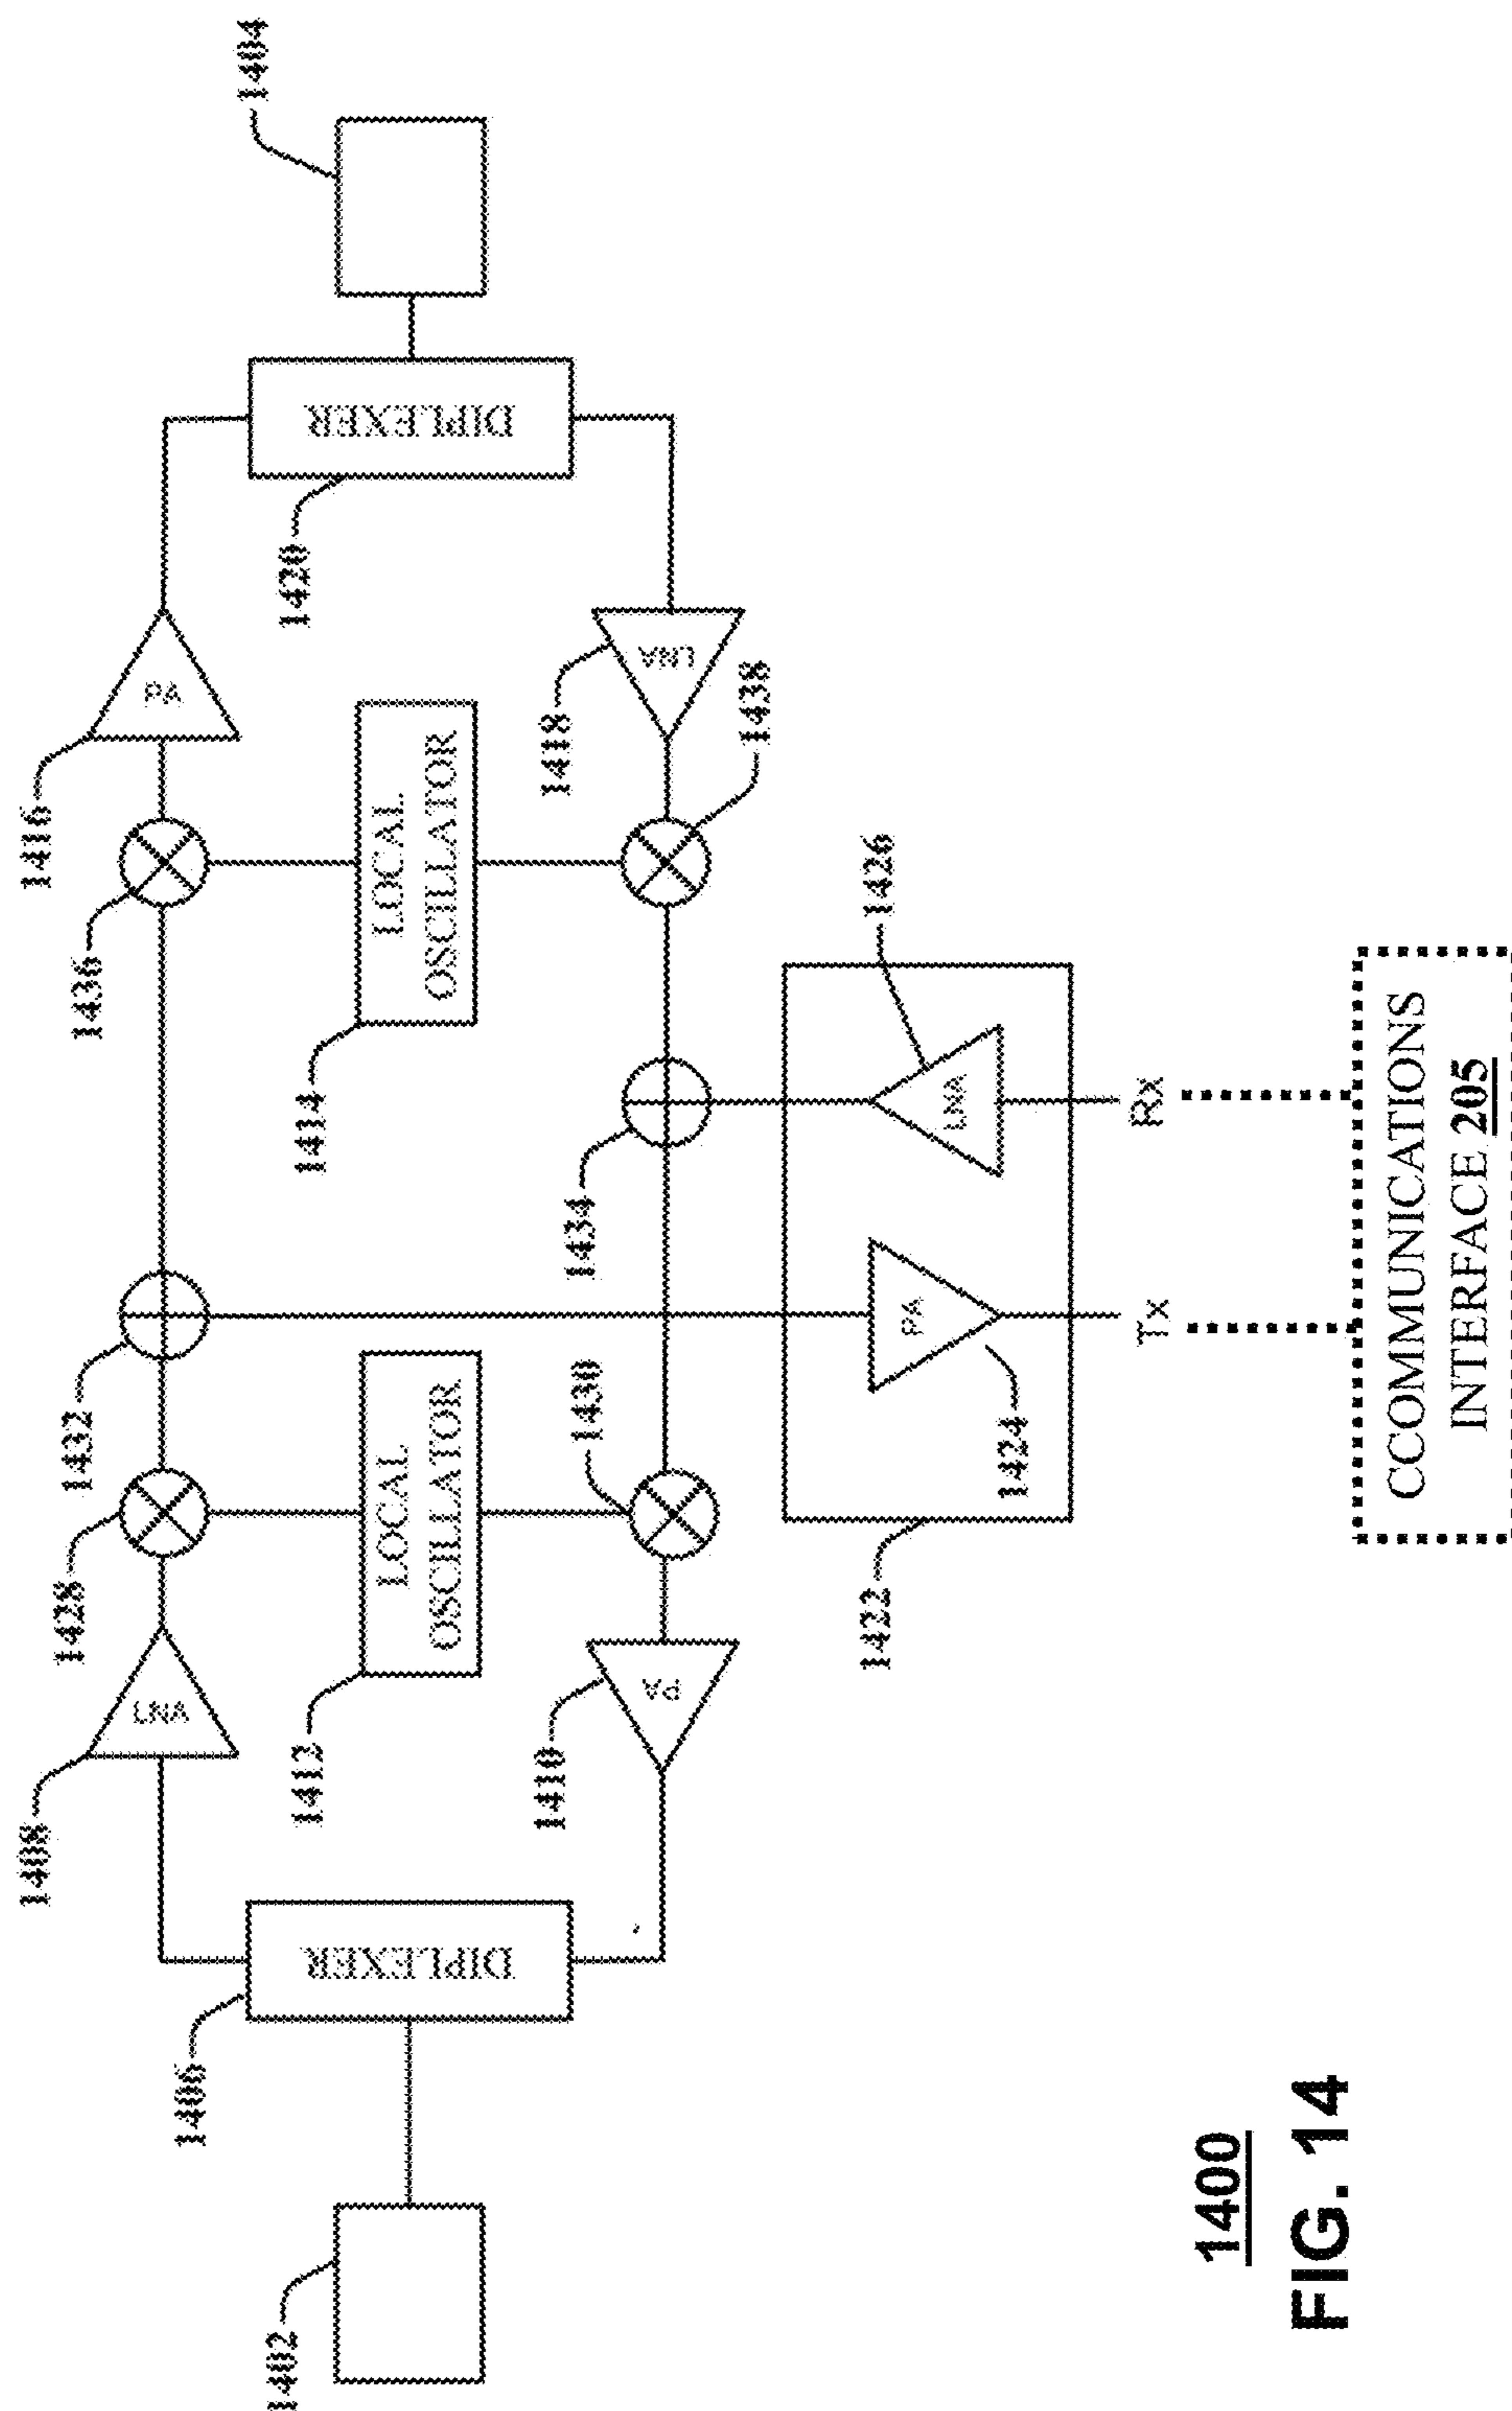 1402
1404
1406
DIPLEXER
1408
LNA
1428
1432
1436
1416
PA
1420
DIPLEXER
1412
LOCAL
OSCILLATOR
1414
LOCAL
OSCILLATOR
1410
PA
1430
1434
1418
LNA
1438
1422
1424
PA
1426
LNA
Tx
Rx
CCOMMUNICATIONS
INTERFACE 205
1400
FIG. 14